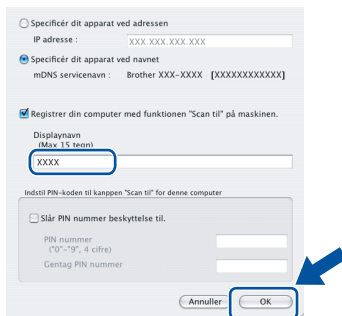 Specificér dit apparat ved adressen
IP adresse : XXX.XXX.XXX.XXX
Specificér dit apparat ved navnet
mDNS servicenavn : Brother XXX-XXXX [XXXXXXXXXXXX]
Registrer din computer med funktionen "Scan til" på maskinen.
Displaynavn
(Max 15 tegn)
XXXX
Indstil PIN-koden til kanppen "Scan til" for denne computer
Slår PIN nummer beskyttelse til.
PIN nummer
("0"-"9", 4 cifre)
Gentag PIN nummer
Annuller OK